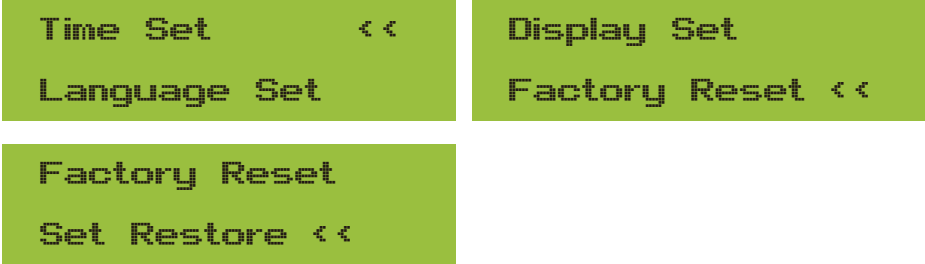 Time Set <<
Language Set
Display Set
Factory Reset <<
Factory Reset
Set Restore <<